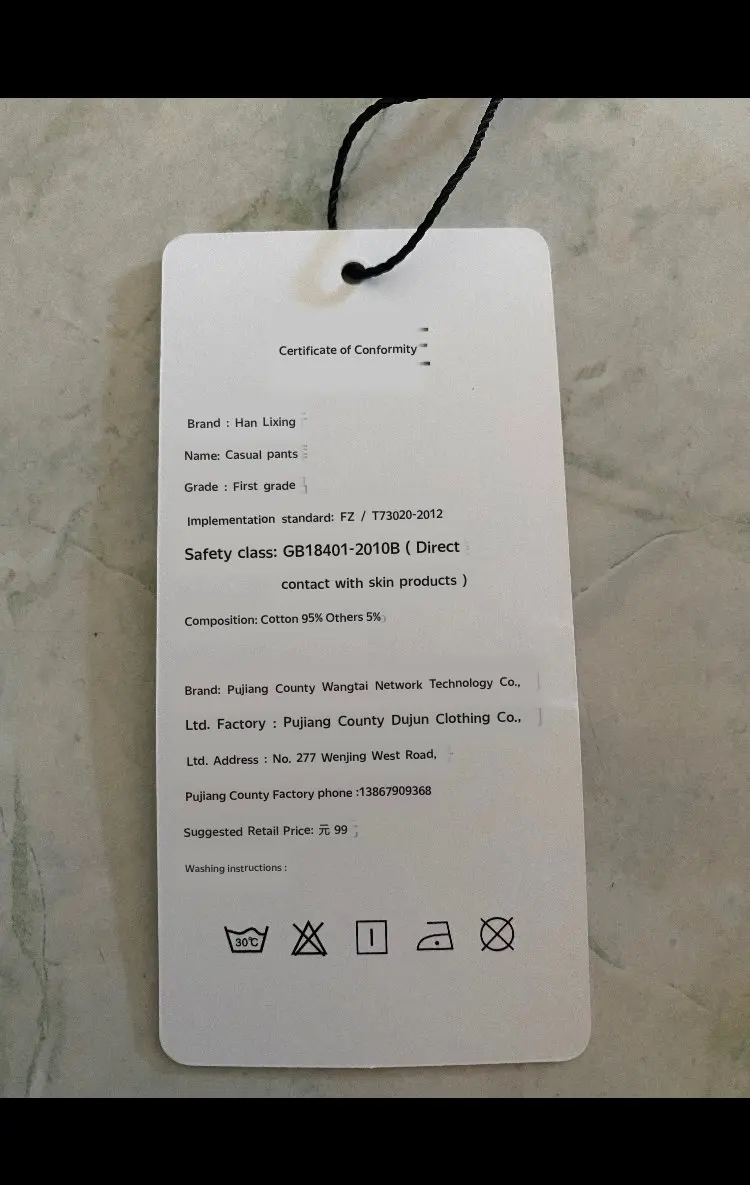 Certificate of Conformity
Brand : Han Lixing
Name: Casual pants
Grade : First grade
Implementation standard: FZ / T73020-2012
Safety class: GB18401-2010B ( Direct
contact with skin products )
Composition: Cotton 95% Others 5%
Brand: Pujiang County Wangtai Network Technology Co.,
Ltd. Factory : Pujiang County Dujun Clothing Co.,
Ltd. Address : No. 277 Wenjing West Road,
Pujiang County Factory phone :13867909368
Suggested Retail Price: 元 99
Washing instructions :
30℃